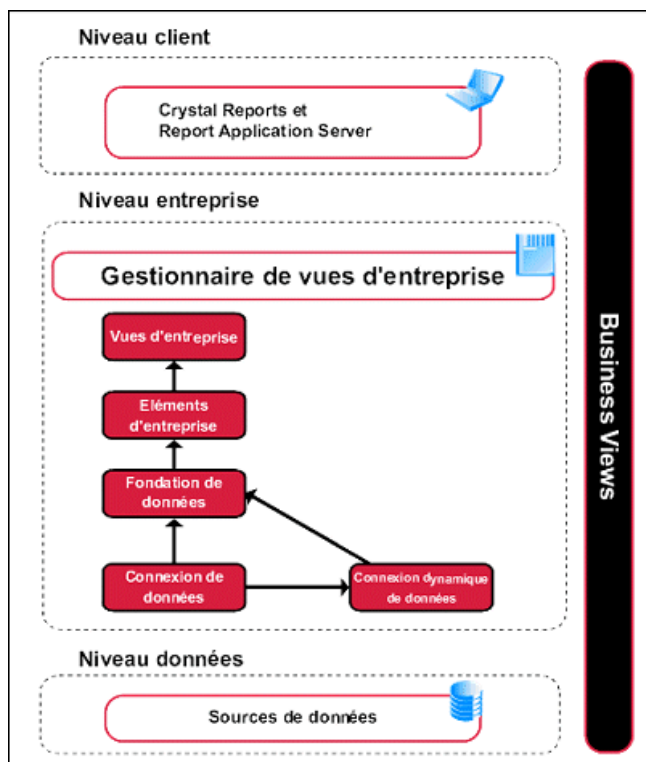 Niveau client
Crystal Reports et
Report Application Server
Niveau entreprise
Gestionnaire de vues d'entreprise
Vues d'entreprise
Eléments
d'entreprise
Fondation de
données
Connexion de
données
Connexion dynamique
de données
Niveau données
Sources de données
Business Views